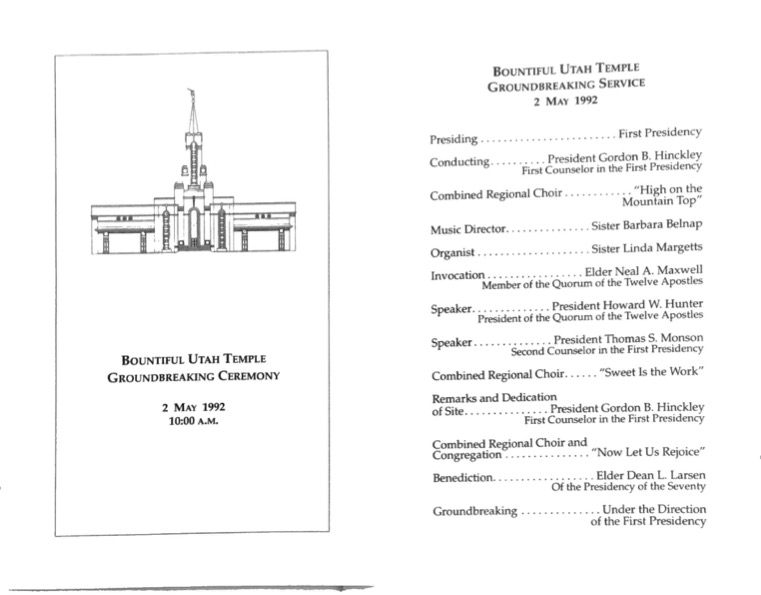 BOUNTIFUL UTAH TEMPLE
GROUNDBREAKING CEREMONY
2 MAY 1992
10:00 A.M.
BOUNTIFUL UTAH TEMPLE
GROUNDBREAKING SERVICE
2 MAY 1992
Presiding . . . . . . . . . . . . . . . . . . . . . . . First Presidency
Conducting. . . . . . . . . . President Gordon B. Hinckley
First Counselor in the First Presidency
Combined Regional Choir . . . . . . . . . . . . "High on the
Mountain Top"
Music Director. . . . . . . . . . . . . . . Sister Barbara Belnap
Organist . . . . . . . . . . . . . . . . . . . . Sister Linda Margetts
Invocation . . . . . . . . . . . . . . . . . Elder Neal A. Maxwell
Member of the Quorum of the Twelve Apostles
Speaker. . . . . . . . . . . . . . President Howard W. Hunter
President of the Quorum of the Twelve Apostles
Speaker . . . . . . . . . . . . . . President Thomas S. Monson
Second Counselor in the First Presidency
Combined Regional Choir. . . . . . "Sweet Is the Work"
Remarks and Dedication
of Site. . . . . . . . . . . . . . . President Gordon B. Hinckley
First Counselor in the First Presidency
Combined Regional Choir and
Congregation . . . . . . . . . . . . . . . "Now Let Us Rejoice"
Benediction. . . . . . . . . . . . . . . . . . Elder Dean L. Larsen
Of the Presidency of the Seventy
Groundbreaking . . . . . . . . . . . . . . Under the Direction
of the First Presidency